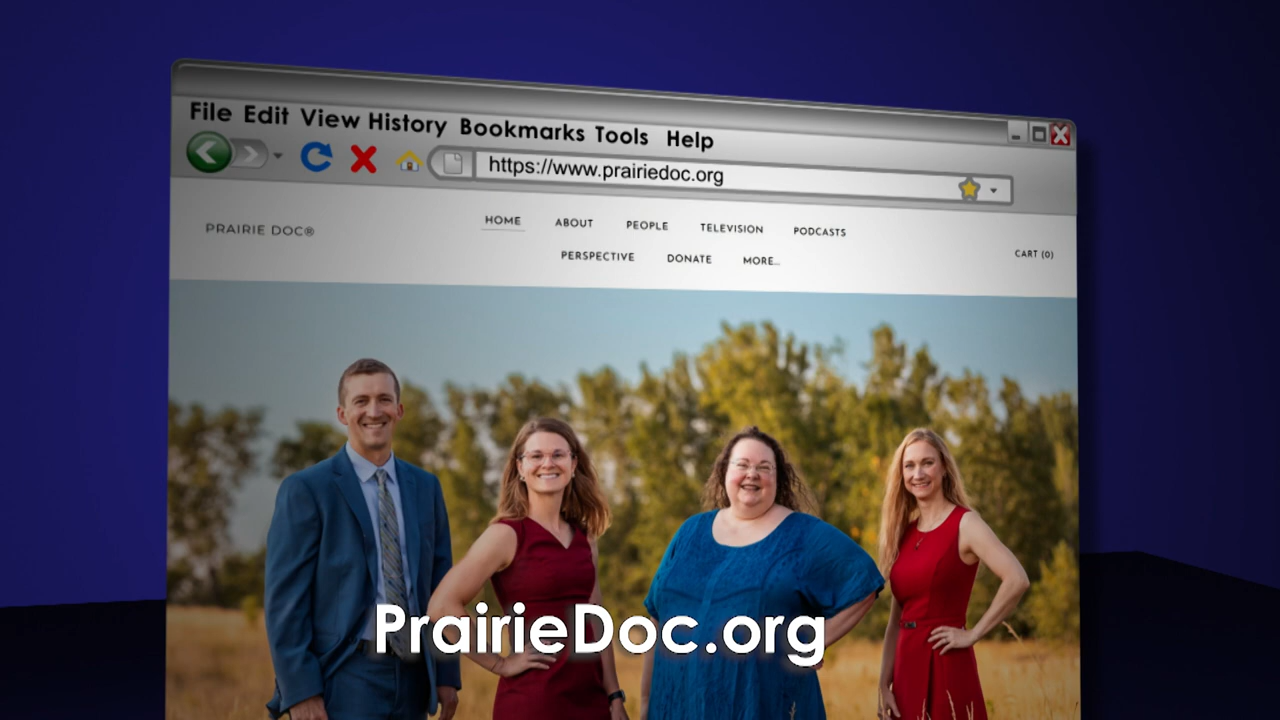 File Edit View History Bookmarks Tools Help
https://www.prairiedoc.org
PRAIRIE DOC®
HOME ABOUT PEOPLE TELEVISION PODCASTS
PERSPECTIVE DONATE MORE...
CART (0)
PrairieDoc.org